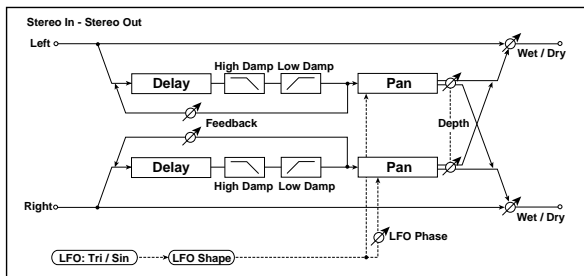 Stereo In - Stereo Out
Left
Wet / Dry
High Damp Low Damp
Delay
Pan
Feedback
Depth
Delay
Pan
High Damp Low Damp
Right
Wet / Dry
LFO Phase
LFO: Tri / Sin
LFO Shape